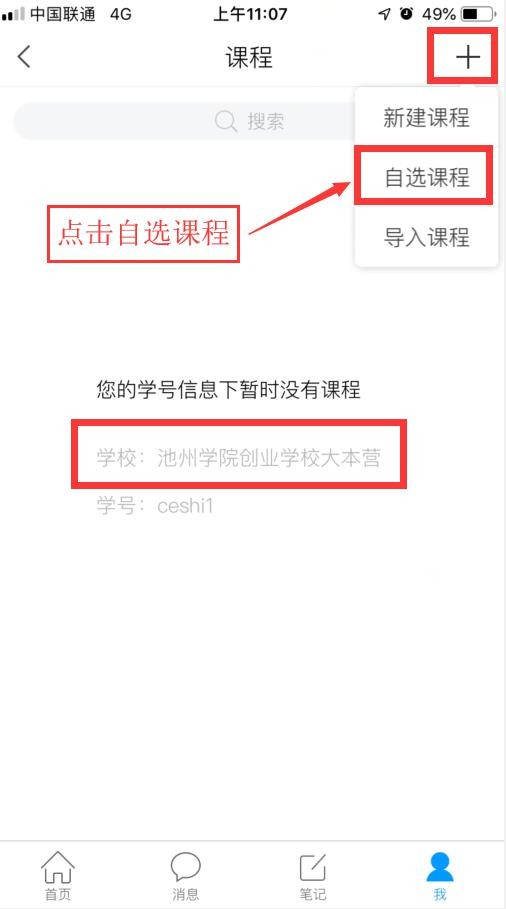 中国联通 4G 上午11:07 49%
课程
搜索
新建课程
自选课程
导入课程
点击自选课程
您的学号信息下暂时没有课程
学校：池州学院创业学校大本营
学号：ceshi1
首页 消息 笔记 我